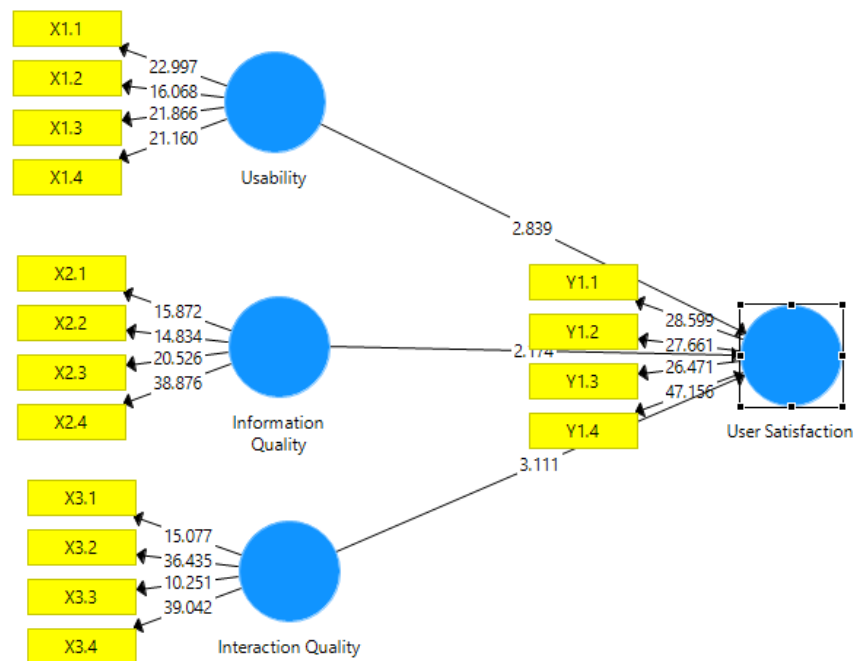 X1.1
X1.2
X1.3
X1.4
22.997
16.068
21.866
21.160
Usability
2.839
X2.1
X2.2
X2.3
X2.4
15.872
14.834
20.526
38.876
Information
Quality
2.174
Y1.1
Y1.2
Y1.3
Y1.4
28.599
27.661
26.471
47.156
User Satisfaction
3.111
X3.1
X3.2
X3.3
X3.4
15.077
36.435
10.251
39.042
Interaction Quality